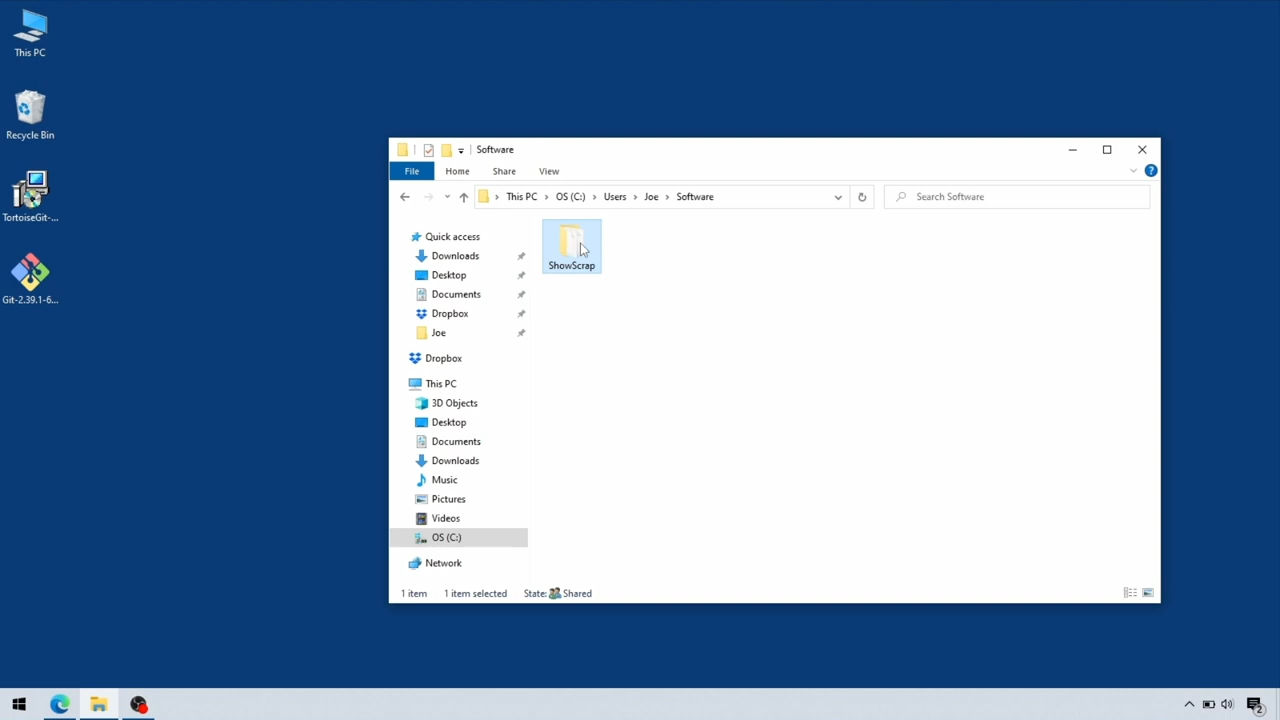 This PC
Recycle Bin
TortoiseGit-...
Git-2.39.1-6...
Software
File Home Share View
This PC OS (C:) Users Joe Software
Search Software
Quick access
Downloads
Desktop
Documents
Dropbox
Joe
Dropbox
This PC
3D Objects
Desktop
Documents
Downloads
Music
Pictures
Videos
OS (C:)
Network
ShowScrap
1 item 1 item selected State: Shared
2